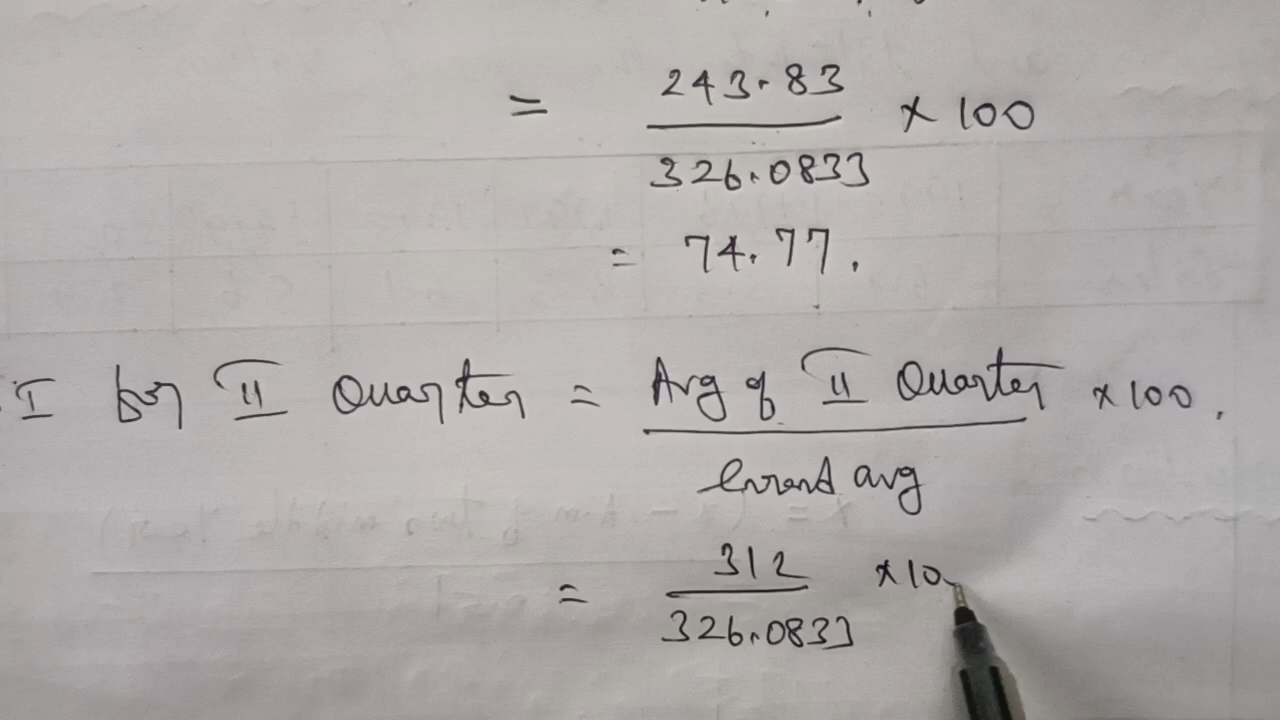 = 243.83 × 100
326.0833
= 74.77.
I for II Quarter = Avg of II Quarter × 100.
Grand avg
= 312 × 10
326.0833